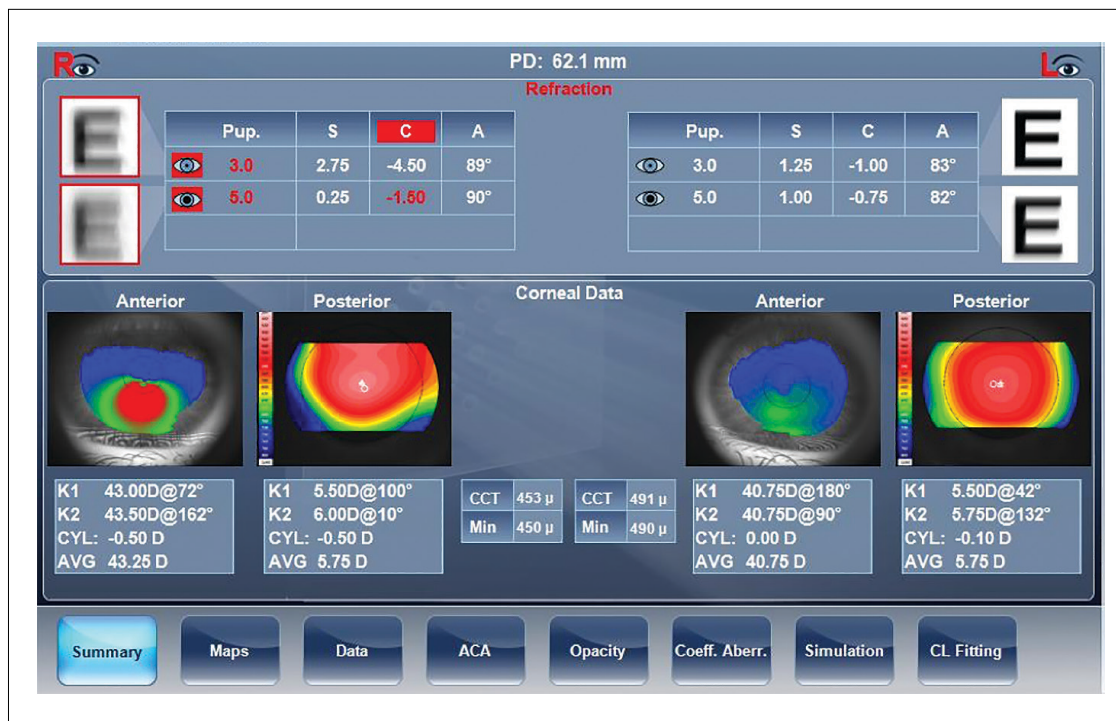 R PD: 62.1 mm L
Refraction
E Pup. S C A Pup. S C A E
3.0 2.75 -4.50 89° 3.0 1.25 -1.00 83°
E 5.0 0.25 -1.50 90° 5.0 1.00 -0.75 82° E
Corneal Data
Anterior Posterior Anterior Posterior
K1 43.00D@72°
K2 43.50D@162°
CYL: -0.50 D
AVG 43.25 D
K1 5.50D@100°
K2 6.00D@10°
CYL: -0.50 D
AVG 5.75 D
CCT 453 µ
Min 450 µ
CCT 491 µ
Min 490 µ
K1 40.75D@180°
K2 40.75D@90°
CYL: 0.00 D
AVG 40.75 D
K1 5.50D@42°
K2 5.75D@132°
CYL: -0.10 D
AVG 5.75 D
Summary Maps Data ACA Opacity Coeff. Aberr. Simulation CL Fitting